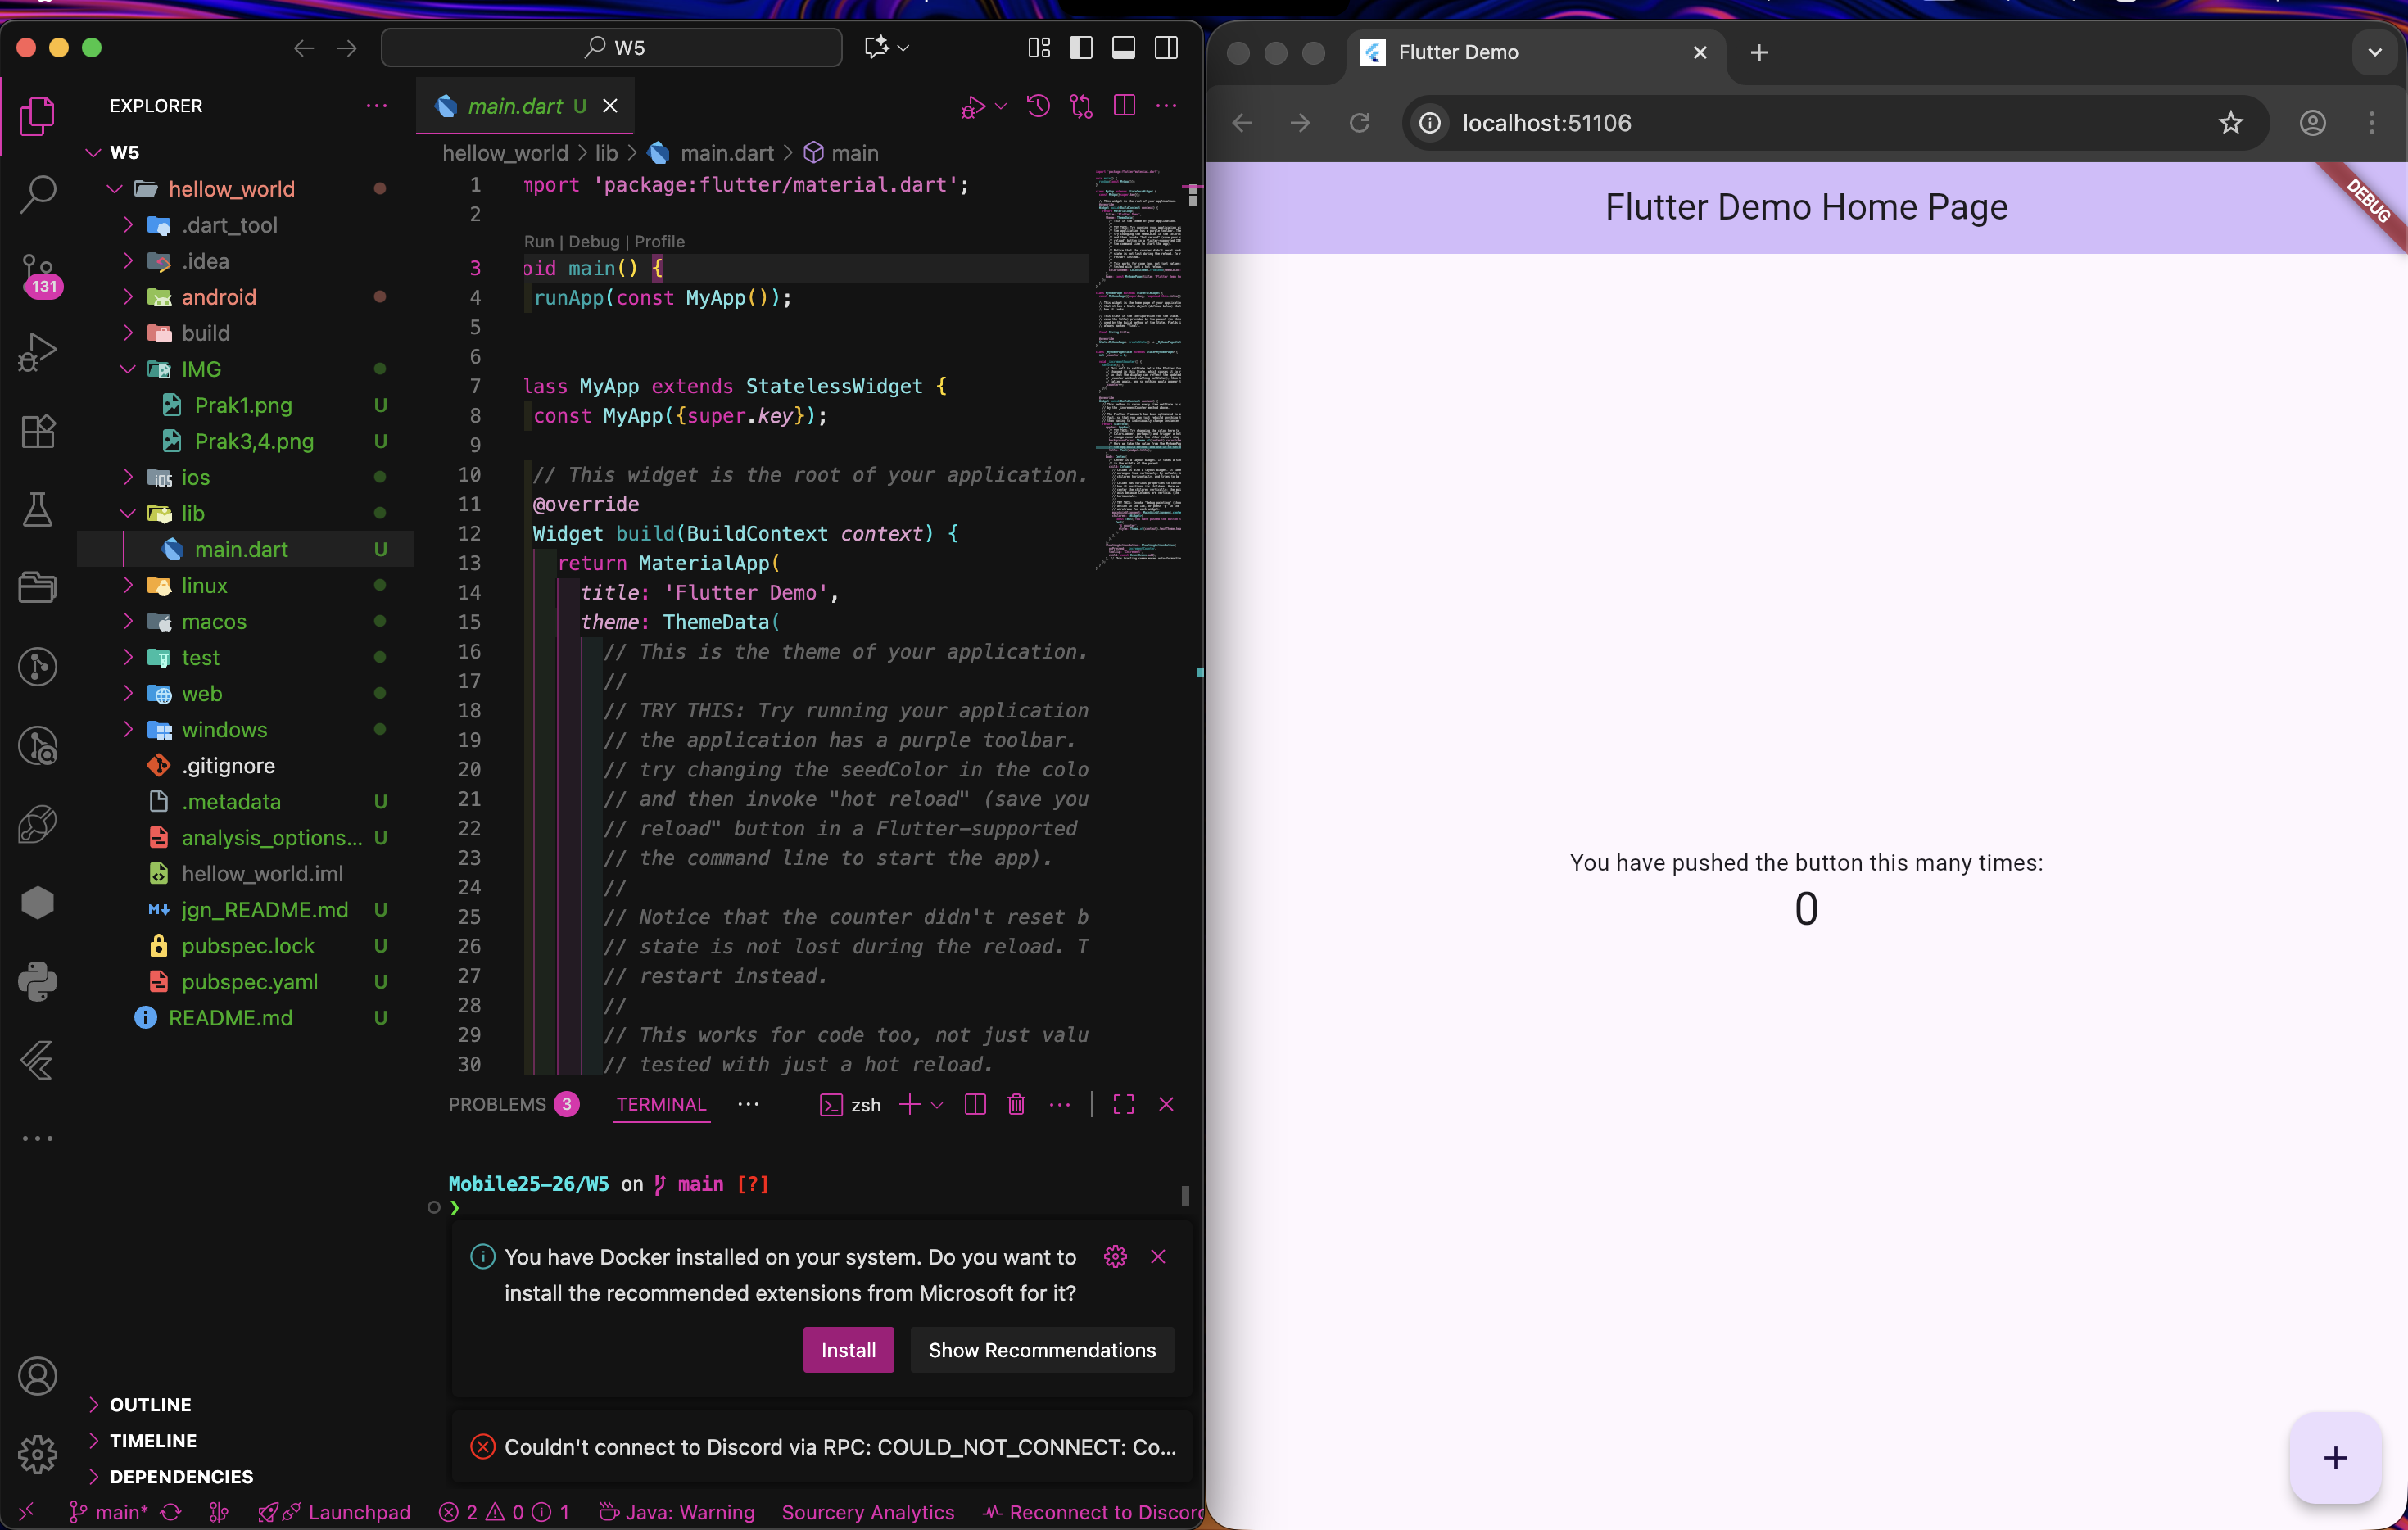 W5
EXPLORER
W5
hellow_world
.dart_tool
.idea
android
build
IMG
Prak1.png U
Prak3,4.png U
ios
lib
main.dart U
linux
macos
test
web
windows
.gitignore
.metadata U
analysis_options... U
hellow_world.iml
jgn_README.md U
pubspec.lock U
pubspec.yaml U
README.md U
OUTLINE
TIMELINE
DEPENDENCIES
131
main.dart U
hellow_world > lib > main.dart > main
1 mport 'package:flutter/material.dart';
2
Run | Debug | Profile
3 oid main() {
4 runApp(const MyApp());
5
6
7 lass MyApp extends StatelessWidget {
8 const MyApp({super.key});
9
10 // This widget is the root of your application.
11 @override
12 Widget build(BuildContext context) {
13 return MaterialApp(
14 title: 'Flutter Demo',
15 theme: ThemeData(
16 // This is the theme of your application.
17 //
18 // TRY THIS: Try running your application
19 // the application has a purple toolbar.
20 // try changing the seedColor in the colo
21 // and then invoke "hot reload" (save you
22 // reload" button in a Flutter-supported
23 // the command line to start the app).
24 //
25 // Notice that the counter didn't reset b
26 // state is not lost during the reload. T
27 // restart instead.
28 //
29 // This works for code too, not just valu
30 // tested with just a hot reload.
PROBLEMS 3 TERMINAL ... zsh
Mobile25-26/W5 on main [?]
❯
You have Docker installed on your system. Do you want to
install the recommended extensions from Microsoft for it?
Install Show Recommendations
Couldn't connect to Discord via RPC: COULD_NOT_CONNECT: Co...
main* Launchpad 2 0 1 Java: Warning Sourcery Analytics Reconnect to Discord
Flutter Demo
localhost:51106
Flutter Demo Home Page
DEBUG
You have pushed the button this many times:
0
+